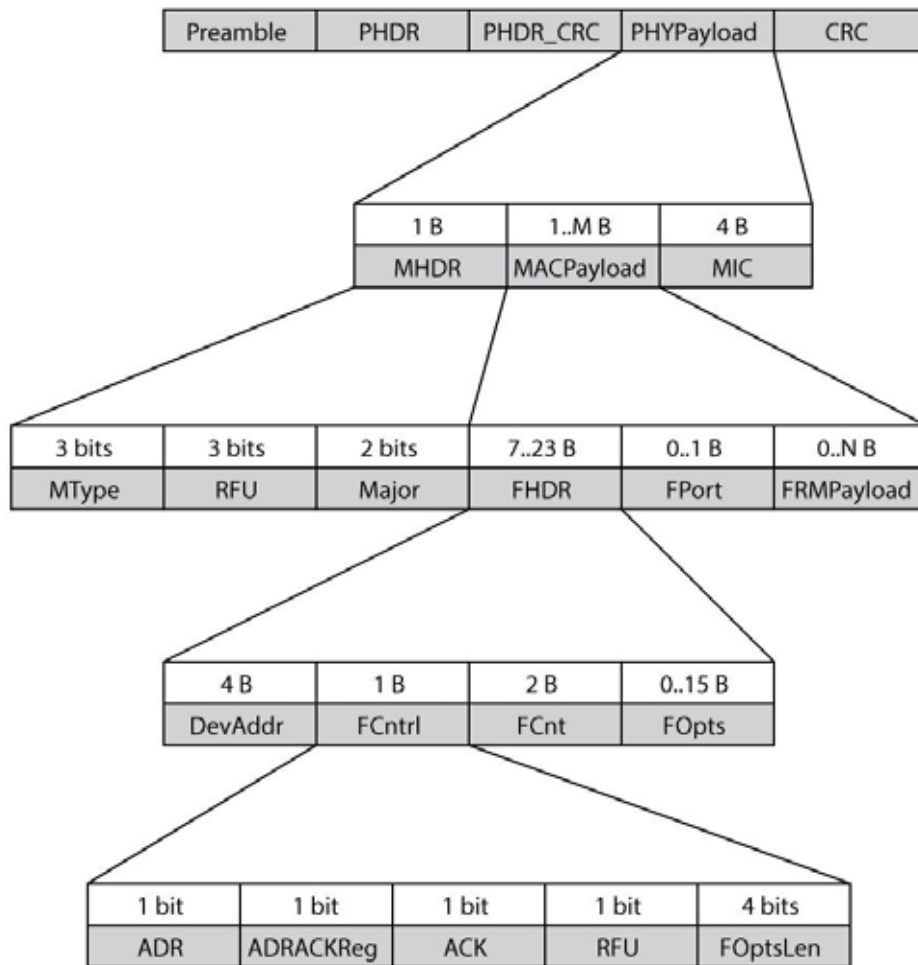 Preamble PHDR PHDR_CRC PHYPayload CRC
1 B 1..M B 4 B
MHDR MACPayload MIC
3 bits 3 bits 2 bits 7..23 B 0..1 B 0..N B
MType RFU Major FHDR FPort FRMPayload
4 B 1 B 2 B 0..15 B
DevAddr FCntrl FCnt FOpts
1 bit 1 bit 1 bit 1 bit 4 bits
ADR ADRACKReg ACK RFU FOptsLen